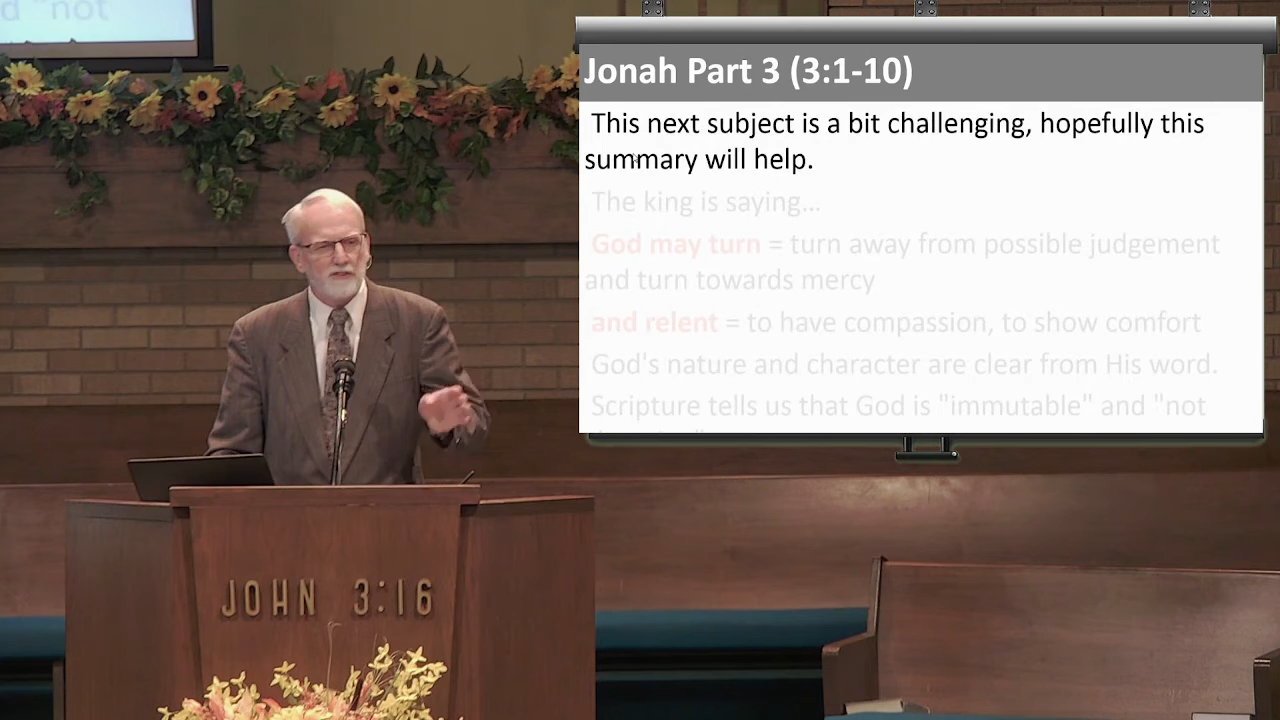 d "not
Jonah Part 3 (3:1-10)
This next subject is a bit challenging, hopefully this
summary will help.
The king is saying...
God may turn = turn away from possible judgement
and turn towards mercy
and relent = to have compassion, to show comfort
God's nature and character are clear from His word.
Scripture tells us that God is "immutable" and "not
JOHN 3:16